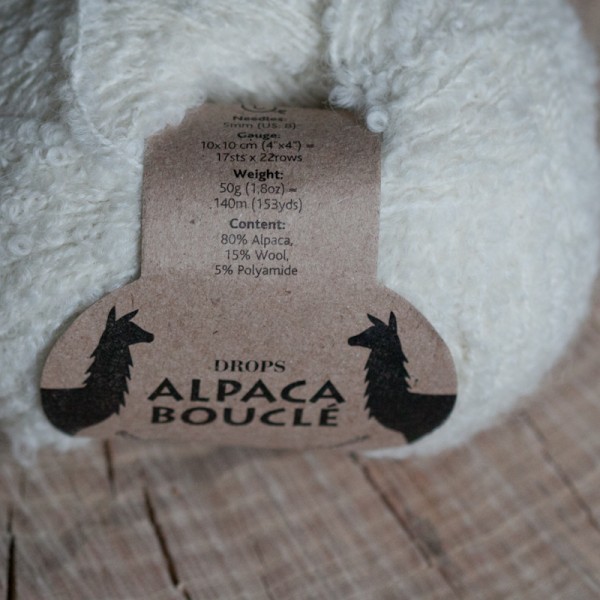 Needles:
5mm (US: 8)
Gauge:
10x10 cm (4"x4") =
17sts x 22rows
Weight:
50g (1,8oz) =
140m (153yds)
Content:
80% Alpaca,
15% Wool,
5% Polyamide
DROPS
ALPACA
BOUCLÉ